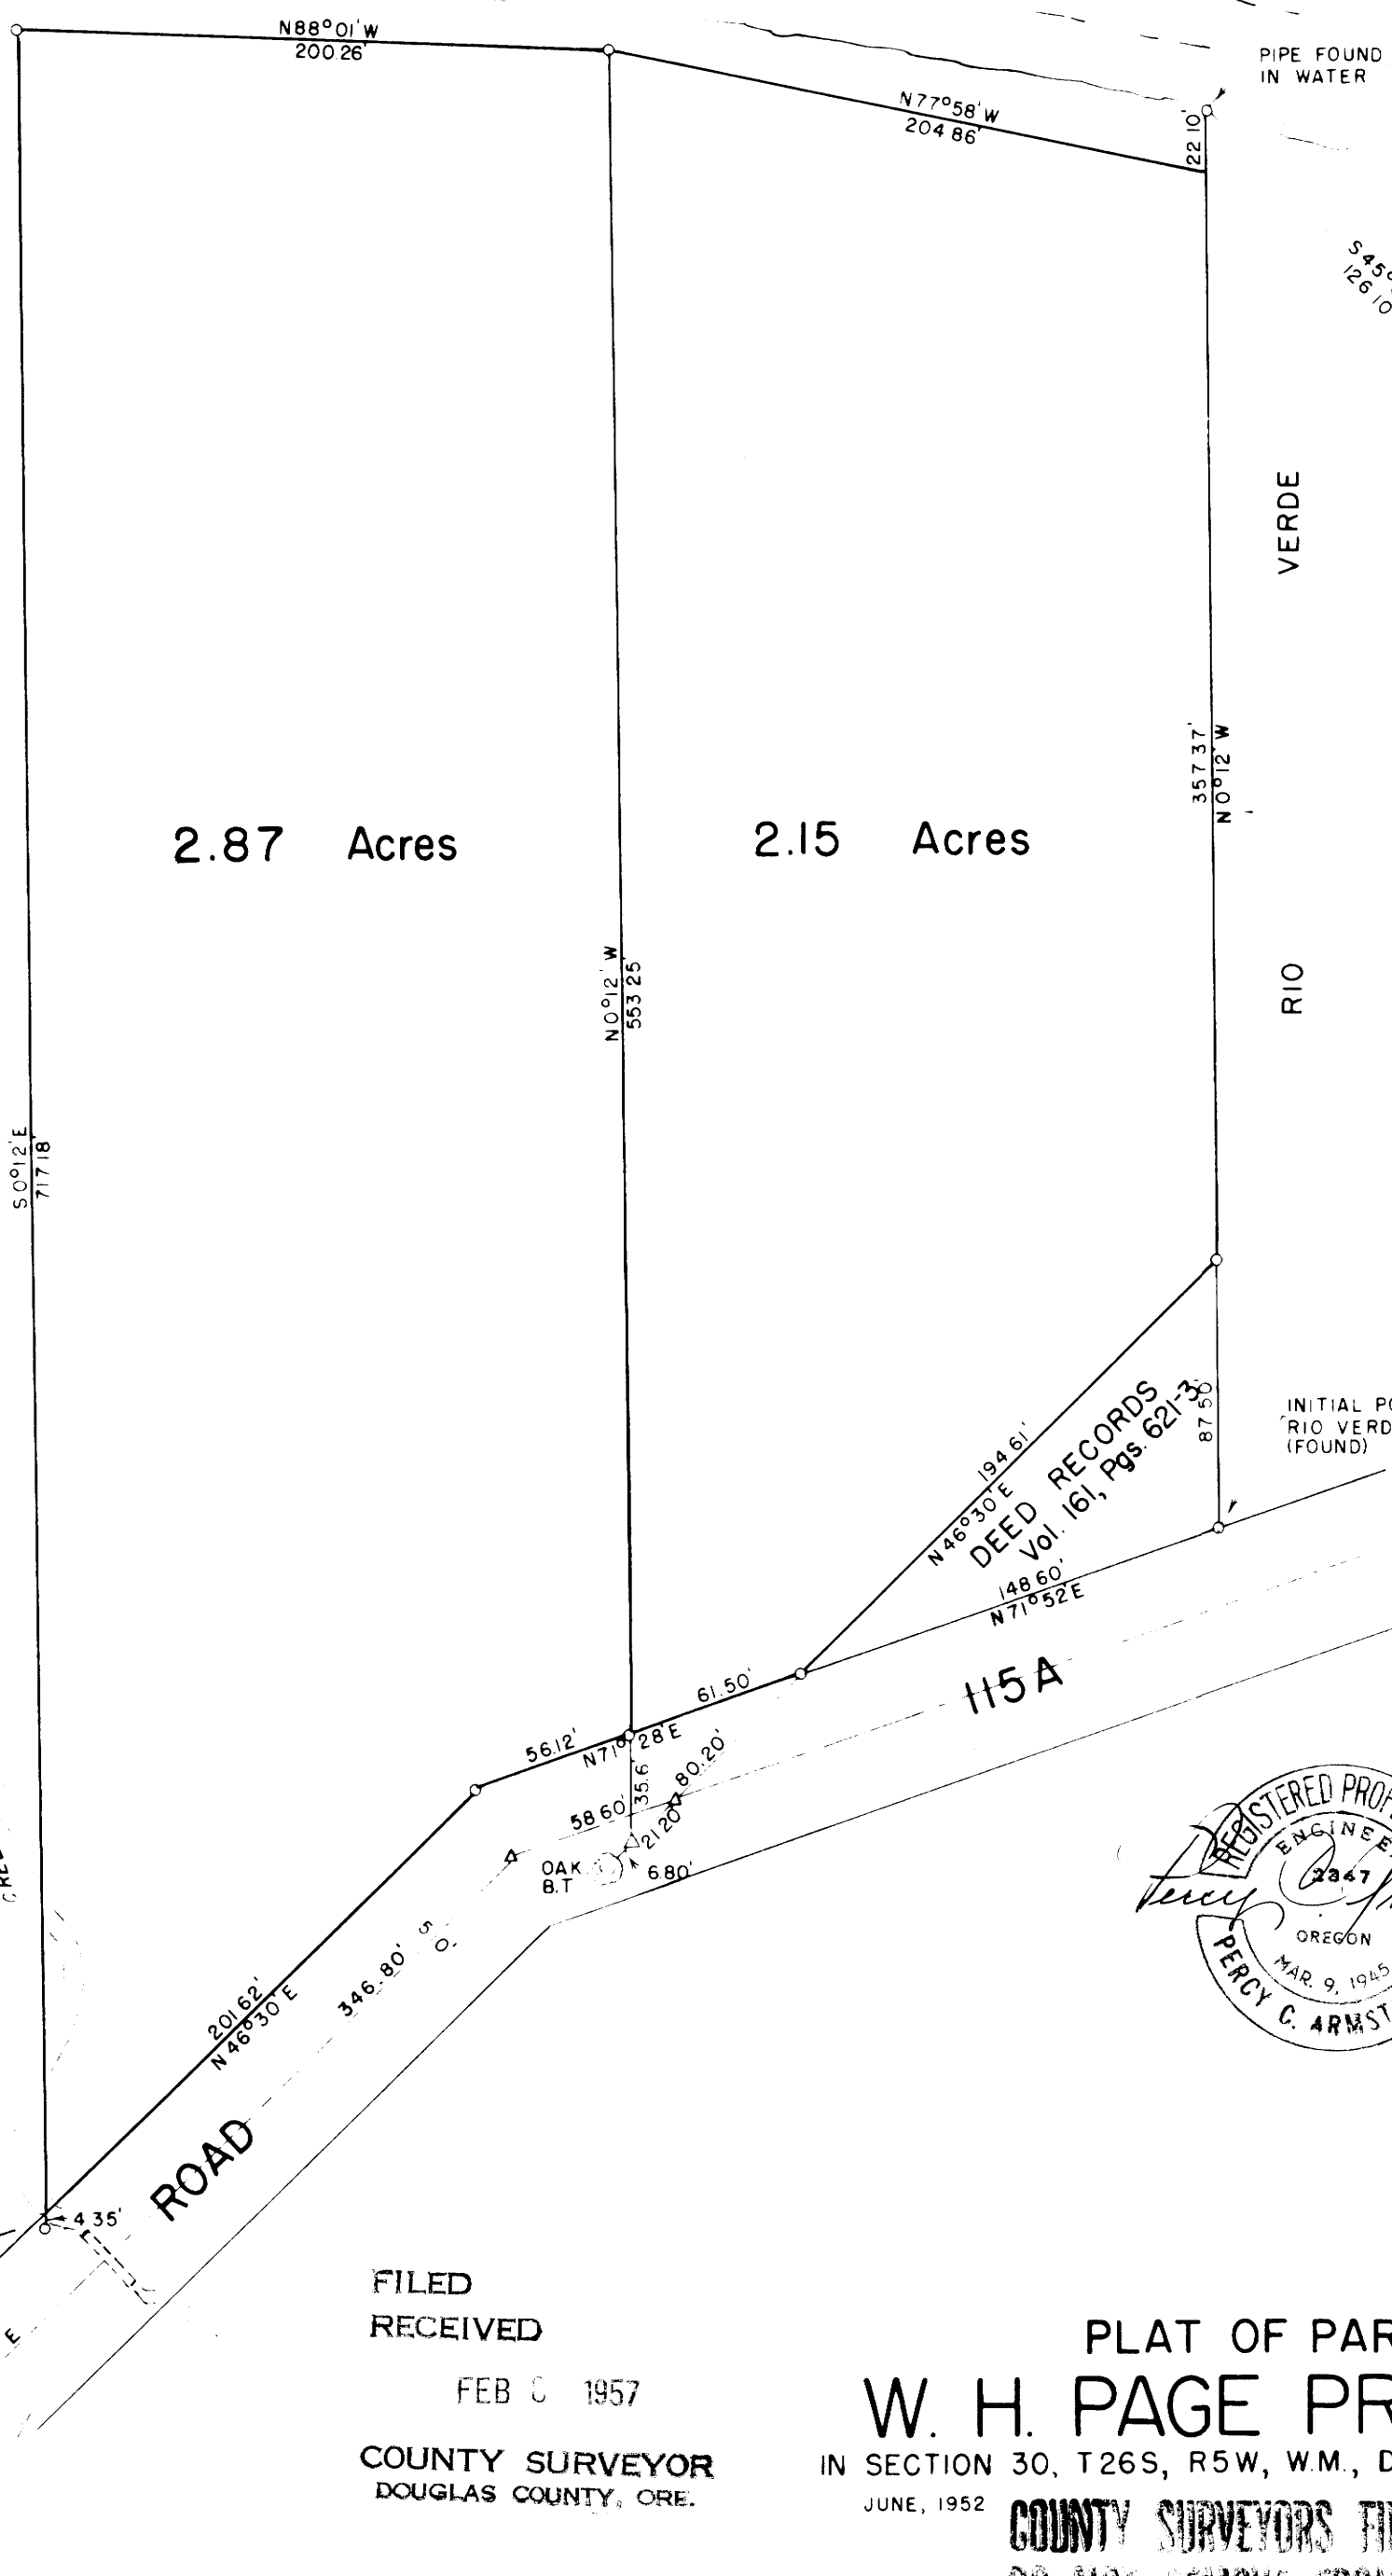 N88°01'W
200.26'
N77°58'W
204 86'
PIPE FOUND
IN WATER
22 10'
S45°
126 10
VERDE
RIO
357 37'
N0°12' W
2.87 Acres
2.15 Acres
N0°12' W
553 25'
S0°12'E
717 18'
INITIAL
RIO VERD
(FOUND)
87 50'
194 61'
N46°30'E
DEED RECORDS
Vol. 161, Pgs. 621-3
148 60'
N71°52'E
115A
61.50'
56.12'
N71° 28'E
35.6'
80.20'
58 60'
21 20'
6.80'
OAK
B.T
346.80'
201 62'
N46°30'E
ROAD
4 35'
E
REGISTERED PROF
ENGINEE
2347
OREGON
MAR. 9, 1945
PERCY C. ARMST
FILED
RECEIVED
FEB 1957
COUNTY SURVEYOR
DOUGLAS COUNTY, ORE.
PLAT OF PAR
W. H. PAGE PR
IN SECTION 30, T26S, R5W, W.M., D
JUNE, 1952
COUNTY SURVEYORS FI